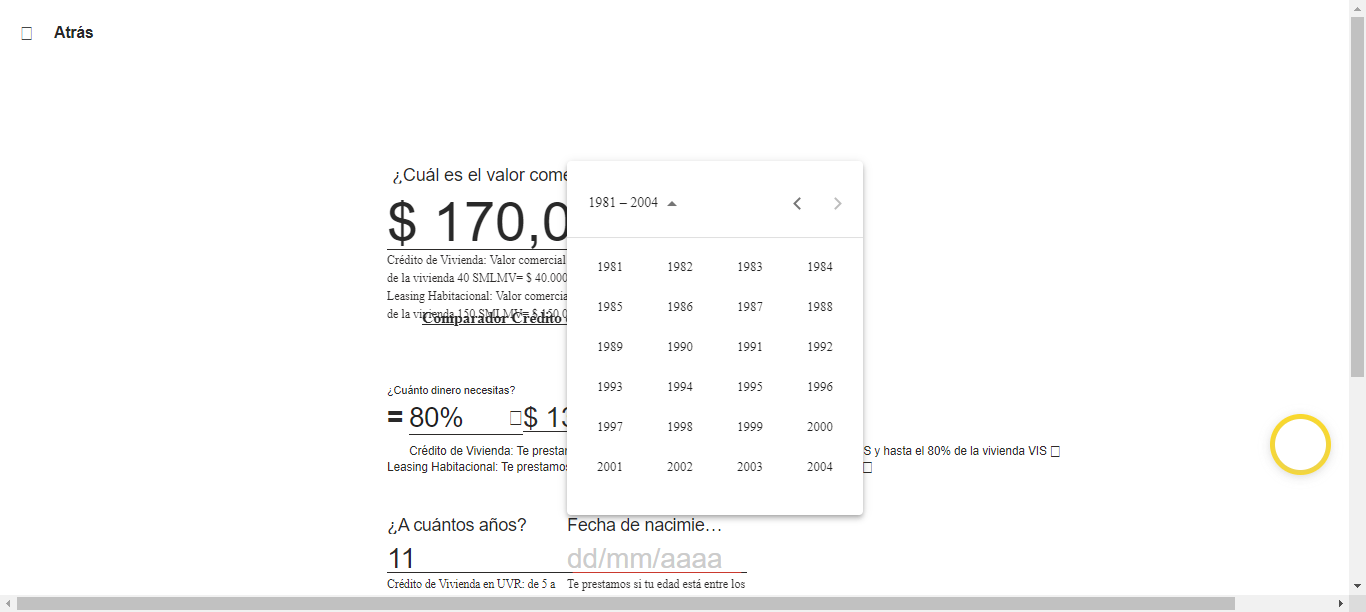 Atrás
¿Cuál es el valor come
$ 170,0
Crédito de Vivienda: Valor comercial
de la vivienda 40 SMLMV= $ 40.000
Leasing Habitacional: Valor comercia
de la vivienda 150 SMLMV= $ 150.0
Comparador Crédito
1981 – 2004
1981 1982 1983 1984
1985 1986 1987 1988
1989 1990 1991 1992
1993 1994 1995 1996
1997 1998 1999 2000
2001 2002 2003 2004
¿Cuánto dinero necesitas?
= 80% $ 13
Crédito de Vivienda: Te prestar S y hasta el 80% de la vivienda VIS
Leasing Habitacional: Te prestamos
¿A cuántos años? Fecha de nacimie…
11 dd/mm/aaaa
Crédito de Vivienda en UVR: de 5 a Te prestamos si tu edad está entre los